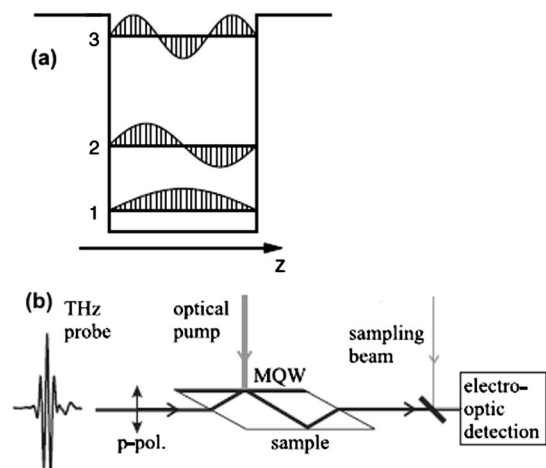 3
(a)
2
1
z
(b)
THz
probe
optical
pump
sampling
beam
MQW
electro-
optic
detection
p-pol.
sample